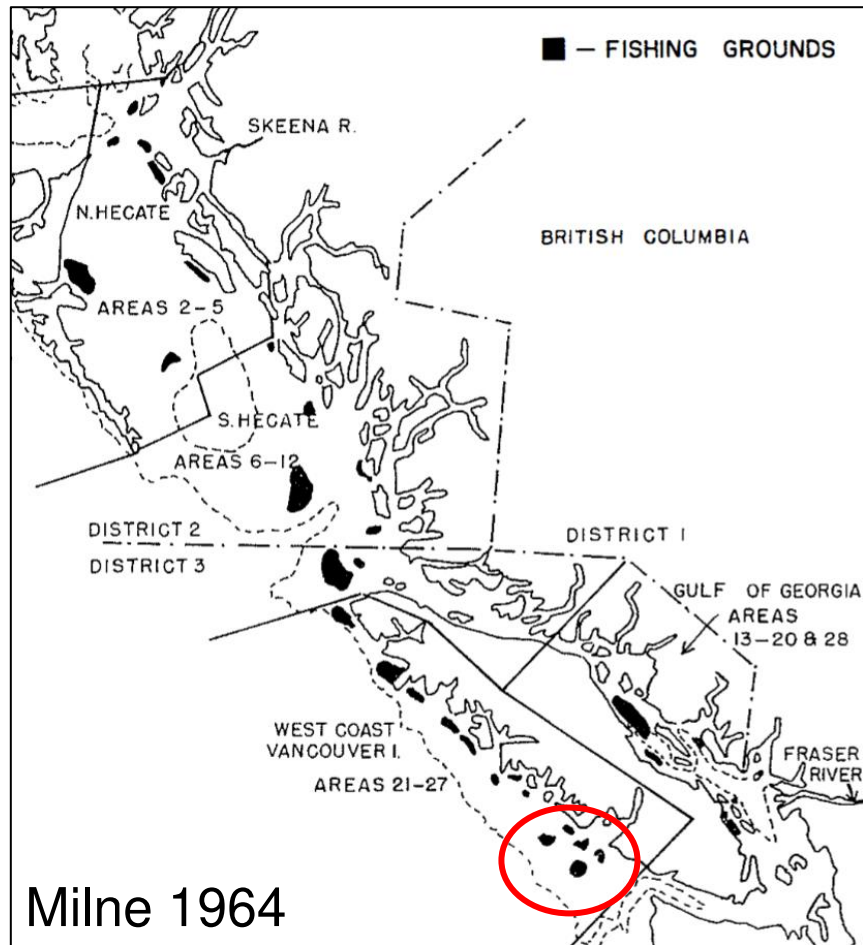 ■ – FISHING GROUNDS
SKEENA R.
N.HECATE
BRITISH COLUMBIA
AREAS 2–5
S.HECATE
AREAS 6–12
DISTRICT 2
DISTRICT 1
DISTRICT 3
GULF OF GEORGIA
AREAS
13–20 & 28
WEST COAST
VANCOUVER I.
FRASER
RIVER
AREAS 21–27
Milne 1964